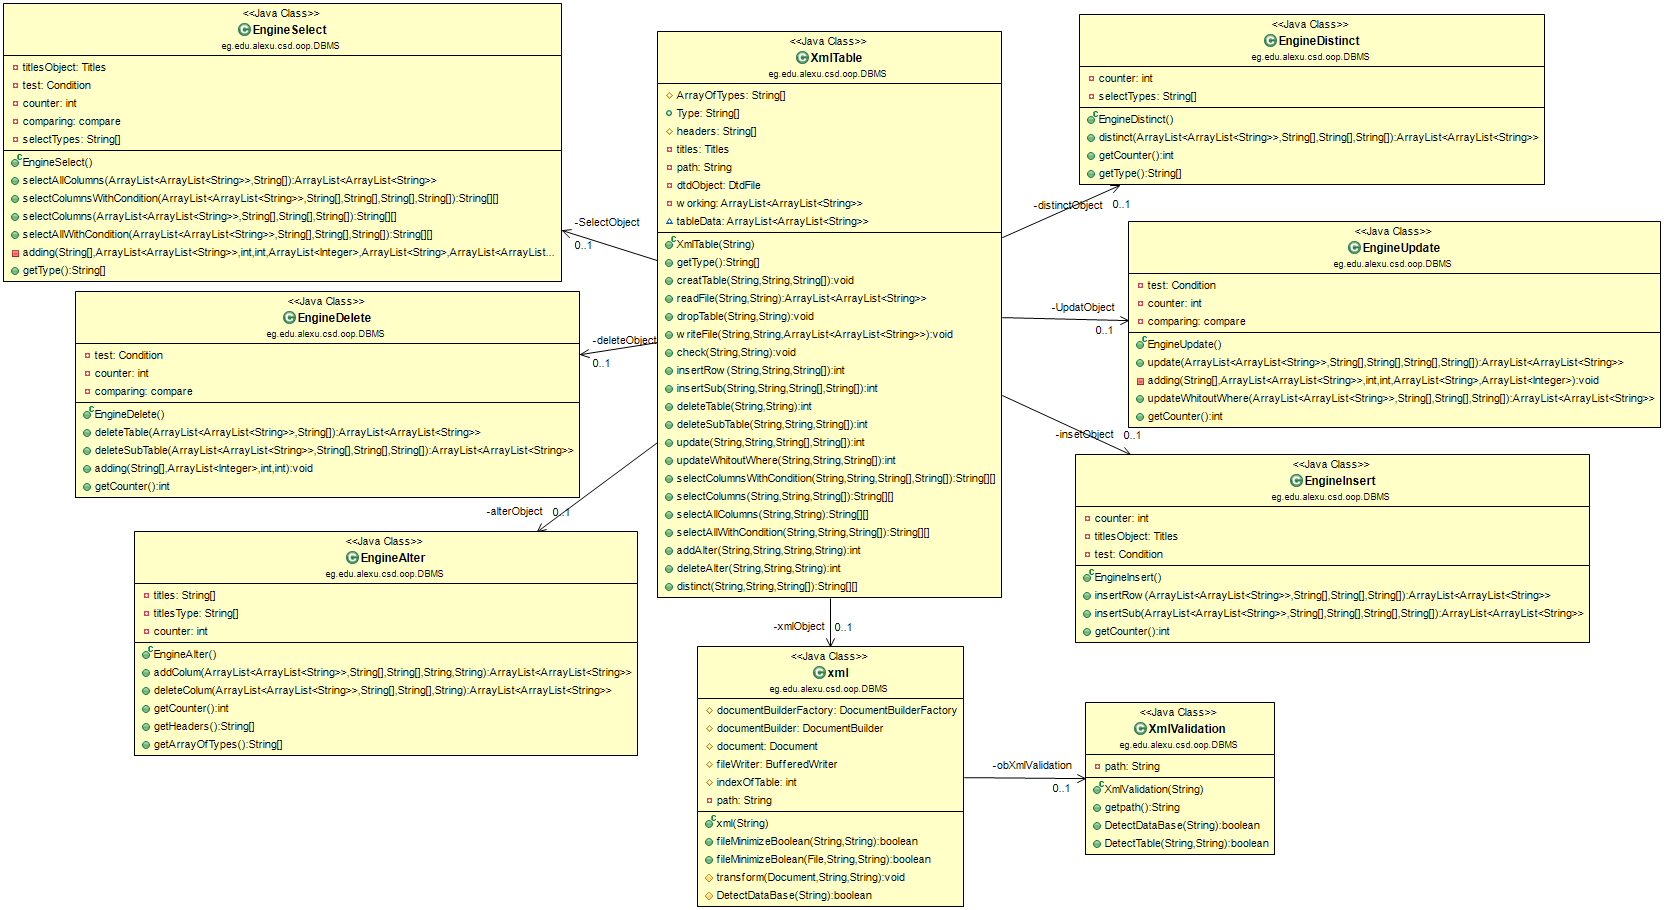 <<Java Class>>
EngineSelect
eg.edu.alexu.csd.oop.DBMS
titlesObject: Titles
test: Condition
counter: int
comparing: compare
selectTypes: String[]
EngineSelect()
selectAllColumns(ArrayList<ArrayList<String>>,String[]):ArrayList<ArrayList<String>>
selectColumnsWithCondition(ArrayList<ArrayList<String>>,String[],String[],String[],String[]):String[][]
selectColumns(ArrayList<ArrayList<String>>,String[],String[],String[]):String[][]
selectAllWithCondition(ArrayList<ArrayList<String>>,String[],String[],String[]):String[][]
adding(String[],ArrayList<ArrayList<String>>,int,int,ArrayList<Integer>,ArrayList<String>,ArrayList<ArrayList...
getType():String[]
<<Java Class>>
EngineDelete
eg.edu.alexu.csd.oop.DBMS
test: Condition
counter: int
comparing: compare
EngineDelete()
deleteTable(ArrayList<ArrayList<String>>,String[]):ArrayList<ArrayList<String>>
deleteSubTable(ArrayList<ArrayList<String>>,String[],String[],String[]):ArrayList<ArrayList<String>>
adding(String[],ArrayList<Integer>,int,int):void
getCounter():int
<<Java Class>>
EngineAlter
eg.edu.alexu.csd.oop.DBMS
titles: String[]
titlesType: String[]
counter: int
EngineAlter()
addColum(ArrayList<ArrayList<String>>,String[],String[],String,String):ArrayList<ArrayList<String>>
deleteColum(ArrayList<ArrayList<String>>,String[],String[],String):ArrayList<ArrayList<String>>
getCounter():int
getHeaders():String[]
getArrayOfTypes():String[]
-SelectObject
0..1
-deleteObject
0..1
-alterObject
0..1
<<Java Class>>
XmlTable
eg.edu.alexu.csd.oop.DBMS
ArrayOfTypes: String[]
Type: String[]
headers: String[]
titles: Titles
path: String
dtdObject: DtdFile
working: ArrayList<ArrayList<String>>
tableData: ArrayList<ArrayList<String>>
XmlTable(String)
getType():String[]
creatTable(String,String,String[]):void
readFile(String,String):ArrayList<ArrayList<String>>
dropTable(String,String):void
writeFile(String,String,ArrayList<ArrayList<String>>):void
check(String,String):void
insertRow(String,String,String[]):int
insertSub(String,String,String[],String[]):int
deleteTable(String,String):int
deleteSubTable(String,String,String[]):int
update(String,String,String[],String[]):int
updateWhitoutWhere(String,String,String[]):int
selectColumnsWithCondition(String,String,String[],String[]):String[][]
selectColumns(String,String,String[]):String[][]
selectAllColumns(String,String):String[][]
selectAllWithCondition(String,String,String[]):String[][]
addAlter(String,String,String,String):int
deleteAlter(String,String,String):int
distinct(String,String,String[]):String[][]
-xmlObject
0..1
<<Java Class>>
xml
eg.edu.alexu.csd.oop.DBMS
documentBuilderFactory: DocumentBuilderFactory
documentBuilder: DocumentBuilder
document: Document
fileWriter: BufferedWriter
indexOfTable: int
path: String
xml(String)
fileMinimizeBoolean(String,String):boolean
fileMinimizeBolean(File,String,String):boolean
transform(Document,String,String):void
DetectDataBase(String):boolean
-distinctObject
0..1
-UpdatObject
0..1
-insetObject
0..1
<<Java Class>>
EngineDistinct
eg.edu.alexu.csd.oop.DBMS
counter: int
selectTypes: String[]
EngineDistinct()
distinct(ArrayList<ArrayList<String>>,String[],String[],String[]):ArrayList<ArrayList<String>>
getCounter():int
getType():String[]
<<Java Class>>
EngineUpdate
eg.edu.alexu.csd.oop.DBMS
test: Condition
counter: int
comparing: compare
EngineUpdate()
update(ArrayList<ArrayList<String>>,String[],String[],String[],String[]):ArrayList<ArrayList<String>>
adding(String[],ArrayList<ArrayList<String>>,int,int,ArrayList<String>,ArrayList<Integer>):void
updateWhitoutWhere(ArrayList<ArrayList<String>>,String[],String[],String[]):ArrayList<ArrayList<String>>
getCounter():int
<<Java Class>>
EngineInsert
eg.edu.alexu.csd.oop.DBMS
counter: int
titlesObject: Titles
test: Condition
EngineInsert()
insertRow(ArrayList<ArrayList<String>>,String[],String[],String[]):ArrayList<ArrayList<String>>
insertSub(ArrayList<ArrayList<String>>,String[],String[],String[],String[]):ArrayList<ArrayList<String>>
getCounter():int
-obXmlValidation
0..1
<<Java Class>>
XmlValidation
eg.edu.alexu.csd.oop.DBMS
path: String
XmlValidation(String)
getpath():String
DetectDataBase(String):boolean
DetectTable(String,String):boolean